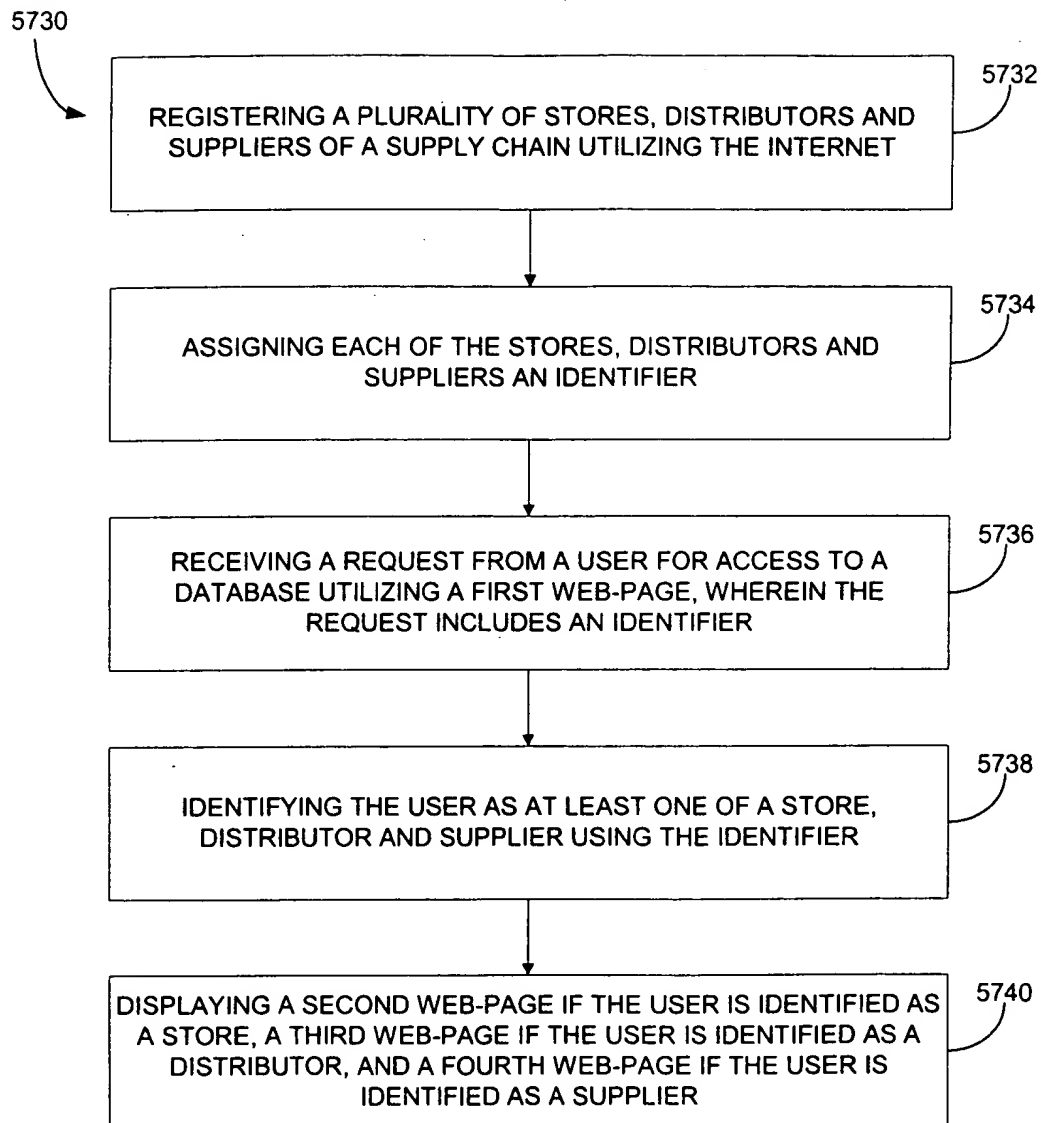 5730
5732
REGISTERING A PLURALITY OF STORES, DISTRIBUTORS AND
SUPPLIERS OF A SUPPLY CHAIN UTILIZING THE INTERNET
5734
ASSIGNING EACH OF THE STORES, DISTRIBUTORS AND
SUPPLIERS AN IDENTIFIER
5736
RECEIVING A REQUEST FROM A USER FOR ACCESS TO A
DATABASE UTILIZING A FIRST WEB-PAGE, WHEREIN THE
REQUEST INCLUDES AN IDENTIFIER
5738
IDENTIFYING THE USER AS AT LEAST ONE OF A STORE,
DISTRIBUTOR AND SUPPLIER USING THE IDENTIFIER
5740
DISPLAYING A SECOND WEB-PAGE IF THE USER IS IDENTIFIED AS
A STORE, A THIRD WEB-PAGE IF THE USER IS IDENTIFIED AS A
DISTRIBUTOR, AND A FOURTH WEB-PAGE IF THE USER IS
IDENTIFIED AS A SUPPLIER